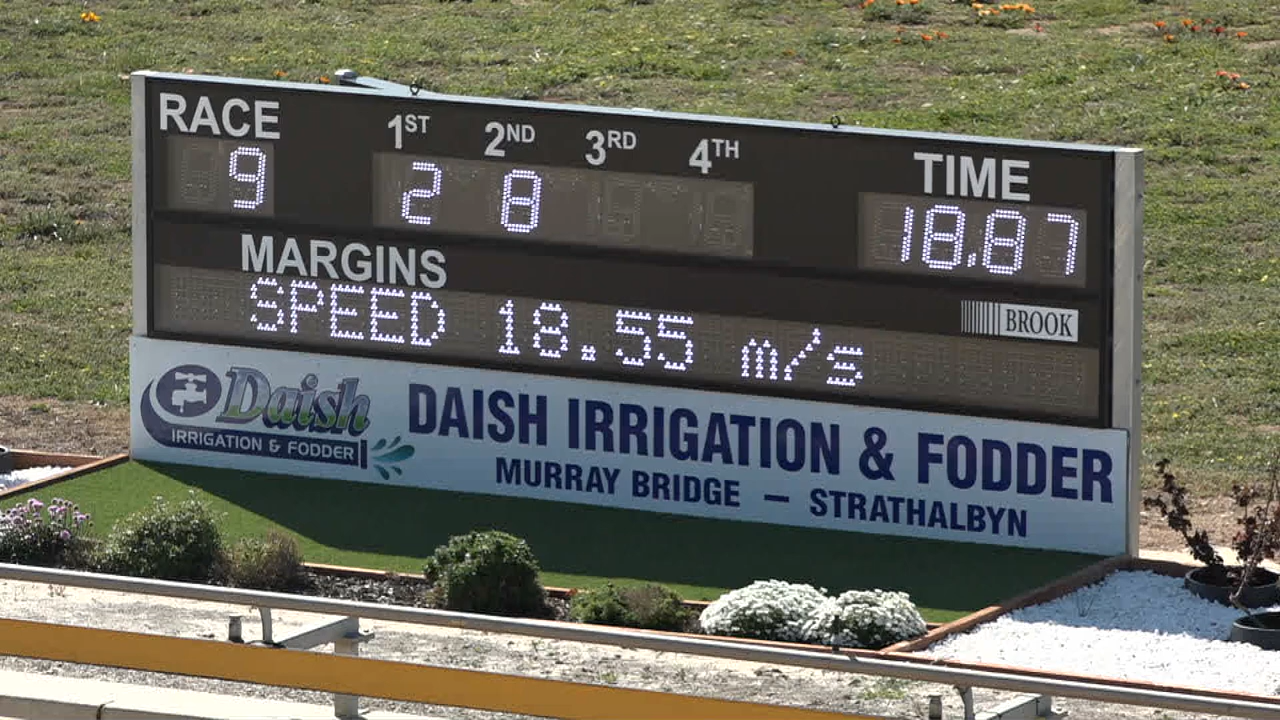 RACE 1ST 2ND 3RD 4TH TIME
9 2 8 18.87
MARGINS
SPEED 18.55 m/s
BROOK
Daish
IRRIGATION & FODDER
DAISH IRRIGATION & FODDER
MURRAY BRIDGE – STRATHALBYN